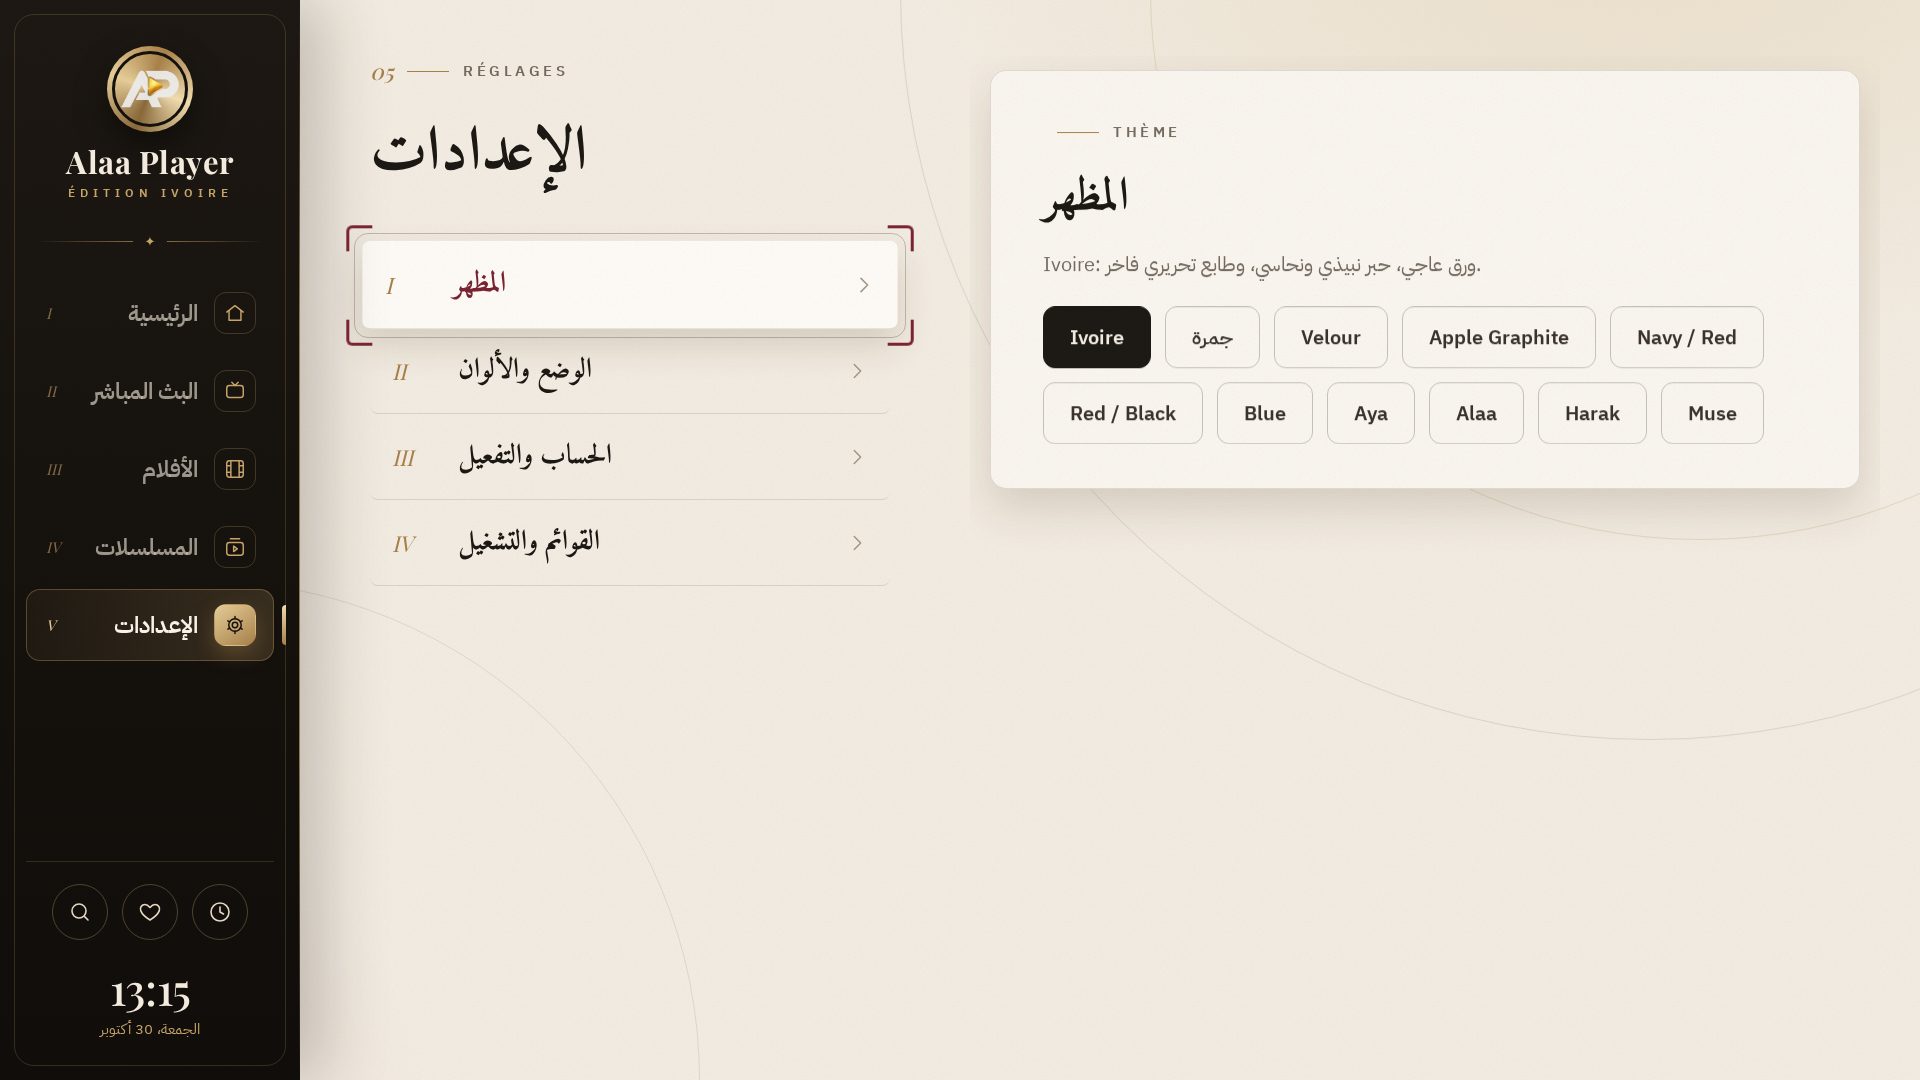 AP
Alaa Player
ÉDITION IVOIRE
الرئيسية I
البث المباشر II
الأفلام III
المسلسلات IV
الإعدادات V
13:15
الجمعة، 30 أكتوبر
05 RÉGLAGES
الإعدادات
I المظهر
II الوضع والألوان
III الحساب والتفعيل
IV القوائم والتشغيل
THÈME
المظهر
Ivoire: ورق عاجي، حبر نبيذي ونحاسي، وطابع تحريري فاخر.
Ivoire جمرة Velour Apple Graphite Navy / Red
Red / Black Blue Aya Alaa Harak Muse